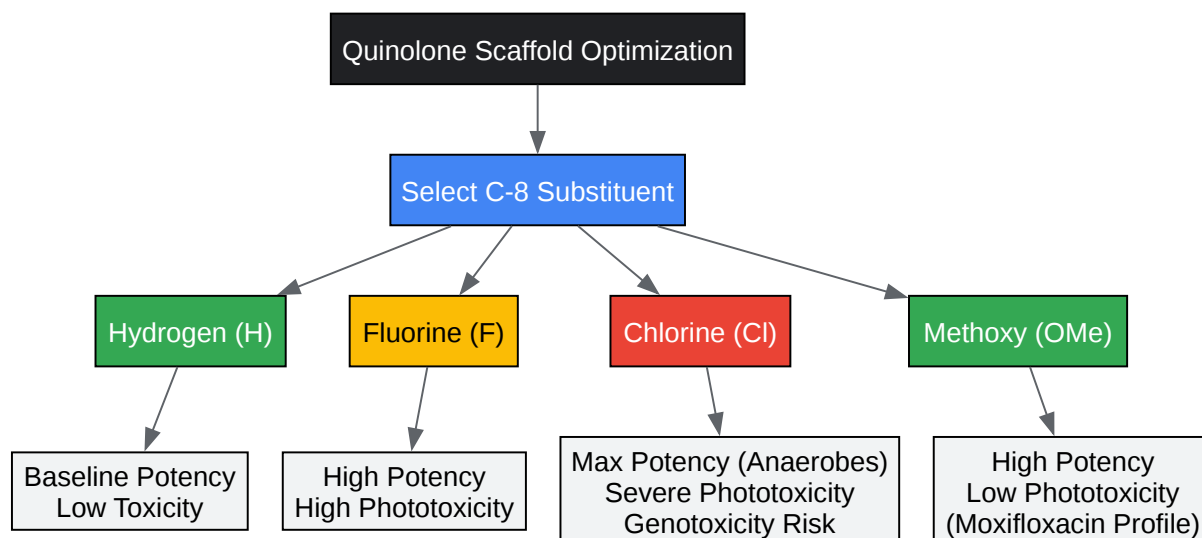 Quinolone Scaffold Optimization
Select C-8 Substituent
Hydrogen (H)
Fluorine (F)
Chlorine (Cl)
Methoxy (OMe)
Baseline Potency
Low Toxicity
High Potency
High Phototoxicity
Max Potency (Anaerobes)
Severe Phototoxicity
Genotoxicity Risk
High Potency
Low Phototoxicity
(Moxifloxacin Profile)